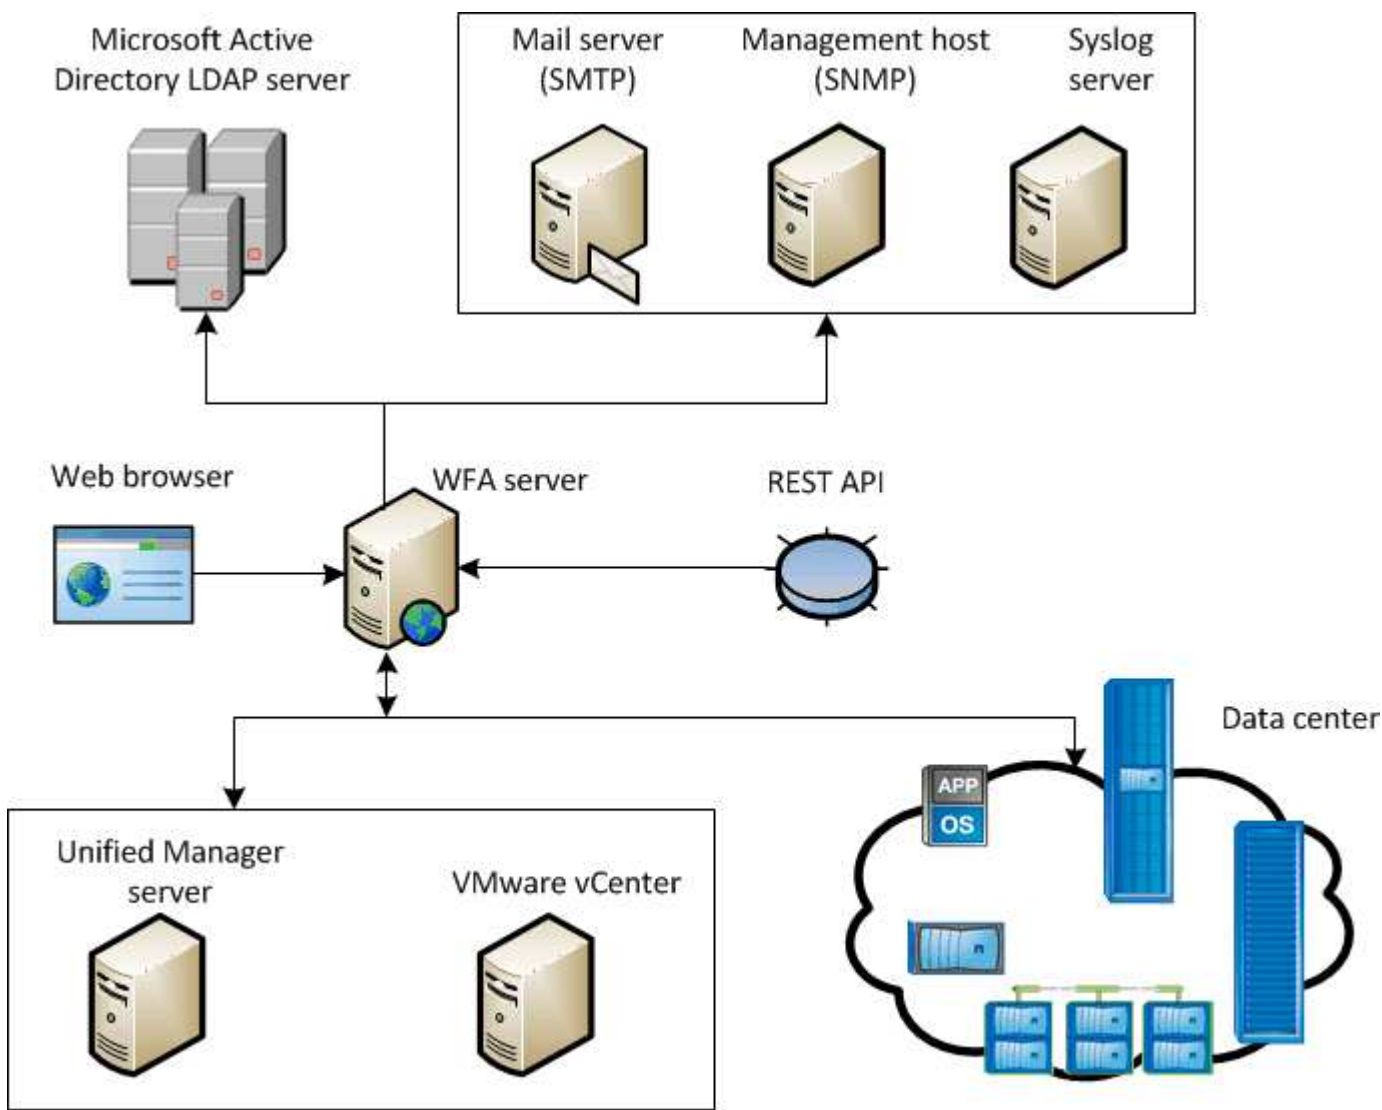 Microsoft Active
Directory LDAP server
Mail server
(SMTP)
Management host
(SNMP)
Syslog
server
Web browser
WFA server
REST API
Data center
APP
OS
Unified Manager
server
VMware vCenter